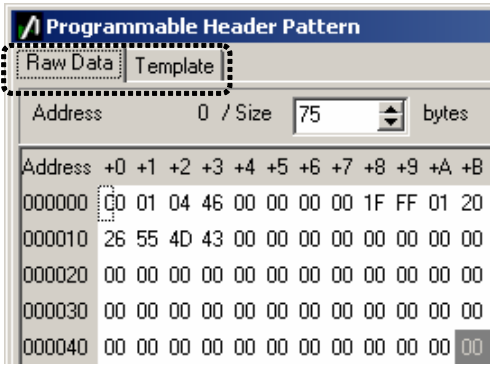 Programmable Header Pattern
Raw Data Template
Address 0 / Size 75 bytes
Address +0 +1 +2 +3 +4 +5 +6 +7 +8 +9 +A +B
000000 00 01 04 46 00 00 00 00 1F FF 01 20
000010 26 55 4D 43 00 00 00 00 00 00 00 00
000020 00 00 00 00 00 00 00 00 00 00 00 00
000030 00 00 00 00 00 00 00 00 00 00 00 00
000040 00 00 00 00 00 00 00 00 00 00 00 00